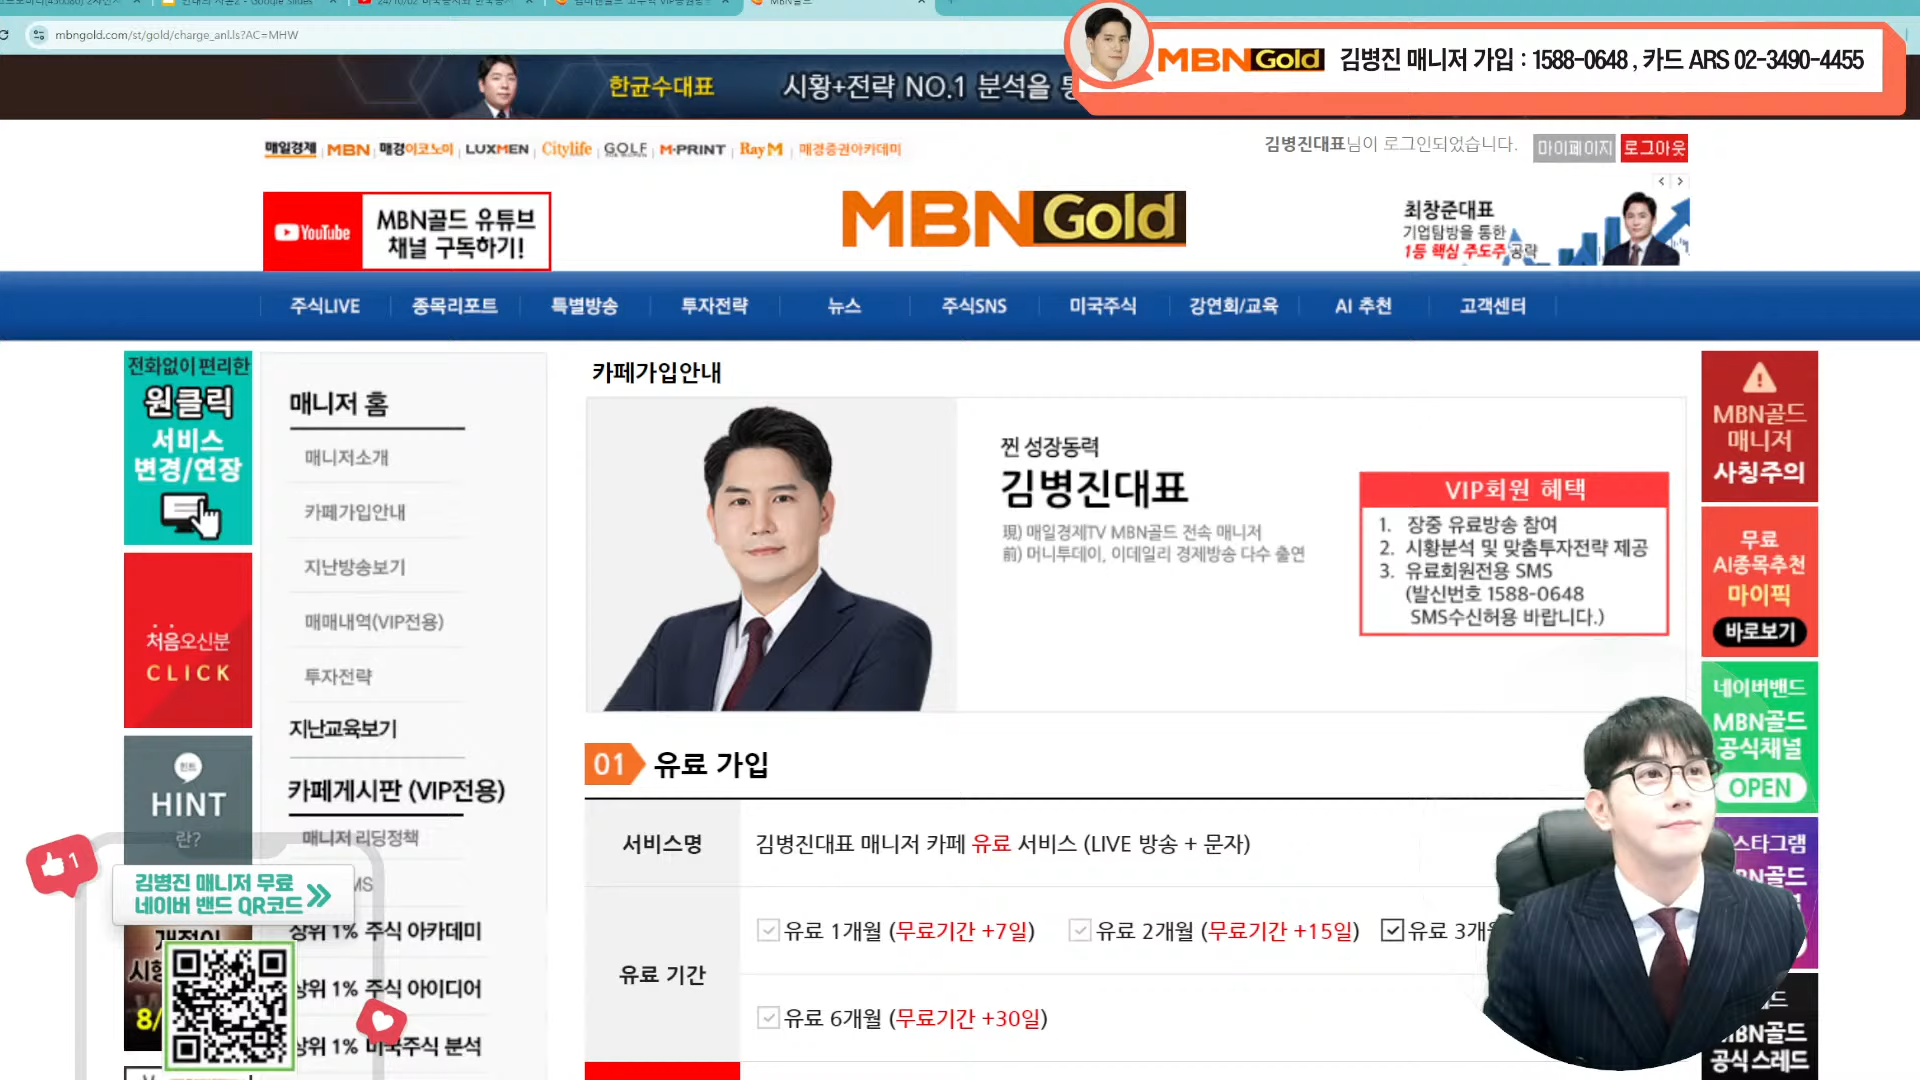 mbngold.com/st/gold/charge_anl.ls?AC=MHW
MBNGold 김병진 매니저 가입 : 1588-0648 , 카드 ARS 02-3490-4455
한균수대표 시황+전략 NO.1 분석을
매일경제 MBN 매경이코노미 LUXMEN Citylife GOLF M-PRINT RayM 매경증권아카데미
김병진대표님이 로그인되었습니다. 마이페이지 로그아웃
YouTube MBN골드 유튜브
채널 구독하기!
MBNGold
최창준대표
기업탐방을 통한
1등 핵심 주도주 공략
주식LIVE 종목리포트 특별방송 투자전략 뉴스 주식SNS 미국주식 강연회/교육 AI 추천 고객센터
전화없이 편리한
원클릭
서비스
변경/연장
처음오신분
CLICK
힌트
HINT
란?
매니저 홈
매니저소개
카페가입안내
지난방송보기
매매내역(VIP전용)
투자전략
지난교육보기
카페게시판 (VIP전용)
매니저 리딩정책
MS
상위 1% 주식 아카데미
상위 1% 주식 아이디어
상위 1% 미국주식 분석
1
김병진 매니저 무료
네이버 밴드 QR코드
8/
카페가입안내
찐 성장동력
김병진대표
現) 매일경제TV MBN골드 전속 매니저
前) 머니투데이, 이데일리 경제방송 다수 출연
VIP회원 혜택
1. 장중 유료방송 참여
2. 시황분석 및 맞춤투자전략 제공
3. 유료회원전용 SMS
(발신번호 1588-0648
SMS수신허용 바랍니다.)
01 유료 가입
서비스명 김병진대표 매니저 카페 유료 서비스 (LIVE 방송 + 문자)
유료 기간
유료 1개월 (무료기간 +7일) 유료 2개월 (무료기간 +15일) 유료 3개월
유료 6개월 (무료기간 +30일)
MBN골드
매니저
사칭주의
무료
AI종목추천
마이픽
바로보기
네이버밴드
MBN골드
공식채널
OPEN
스타그램
MBN골드
공식 스레드